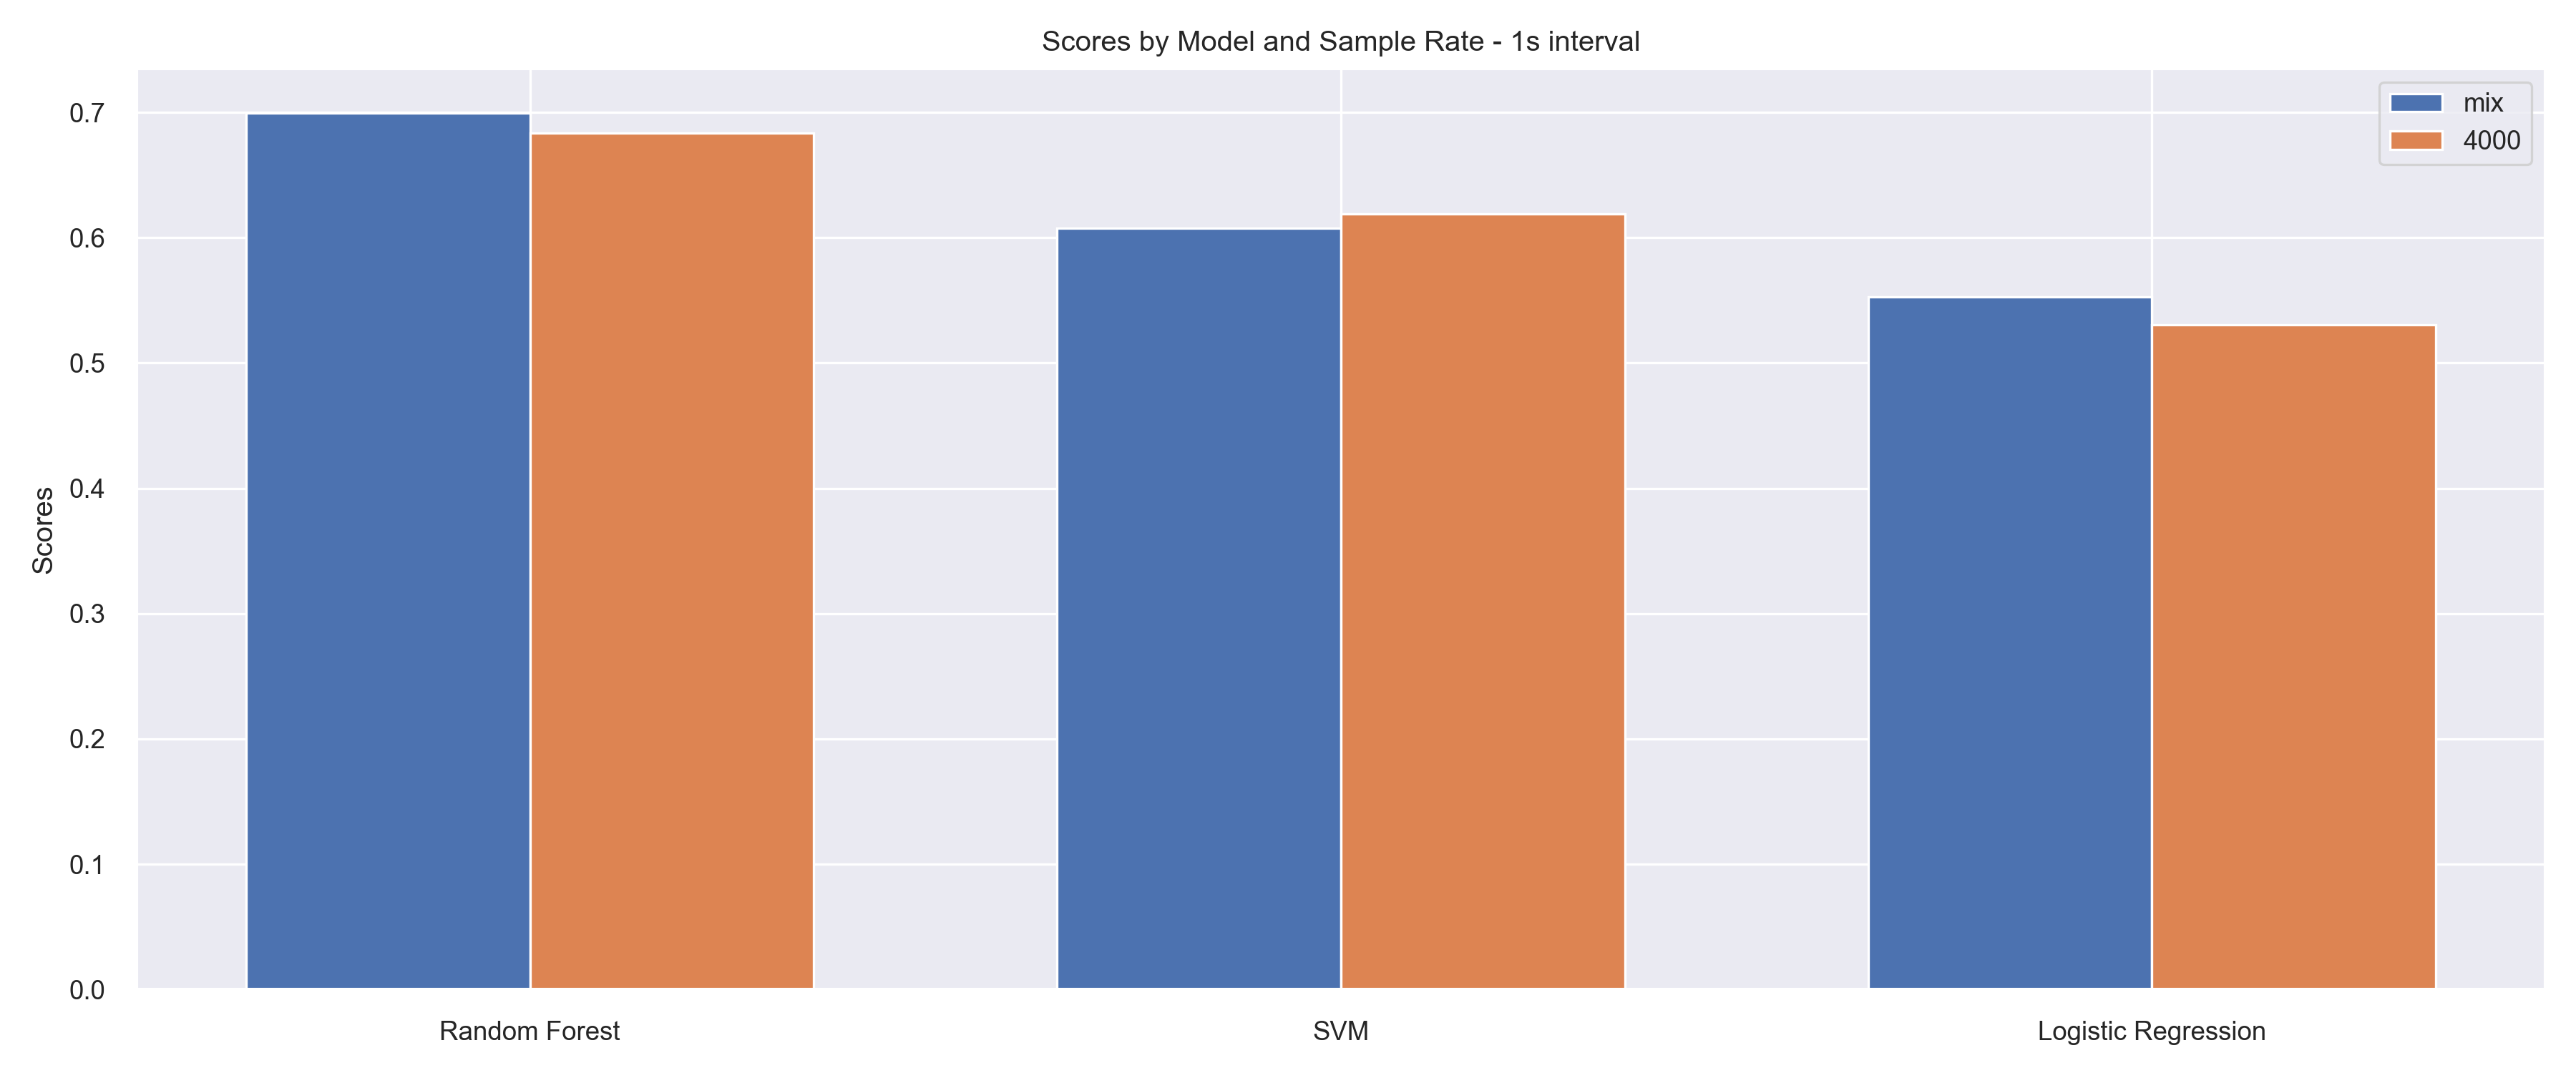 Scores by Model and Sample Rate - 1s interval
mix
4000
Scores
0.7
0.6
0.5
0.4
0.3
0.2
0.1
0.0
Random Forest
SVM
Logistic Regression